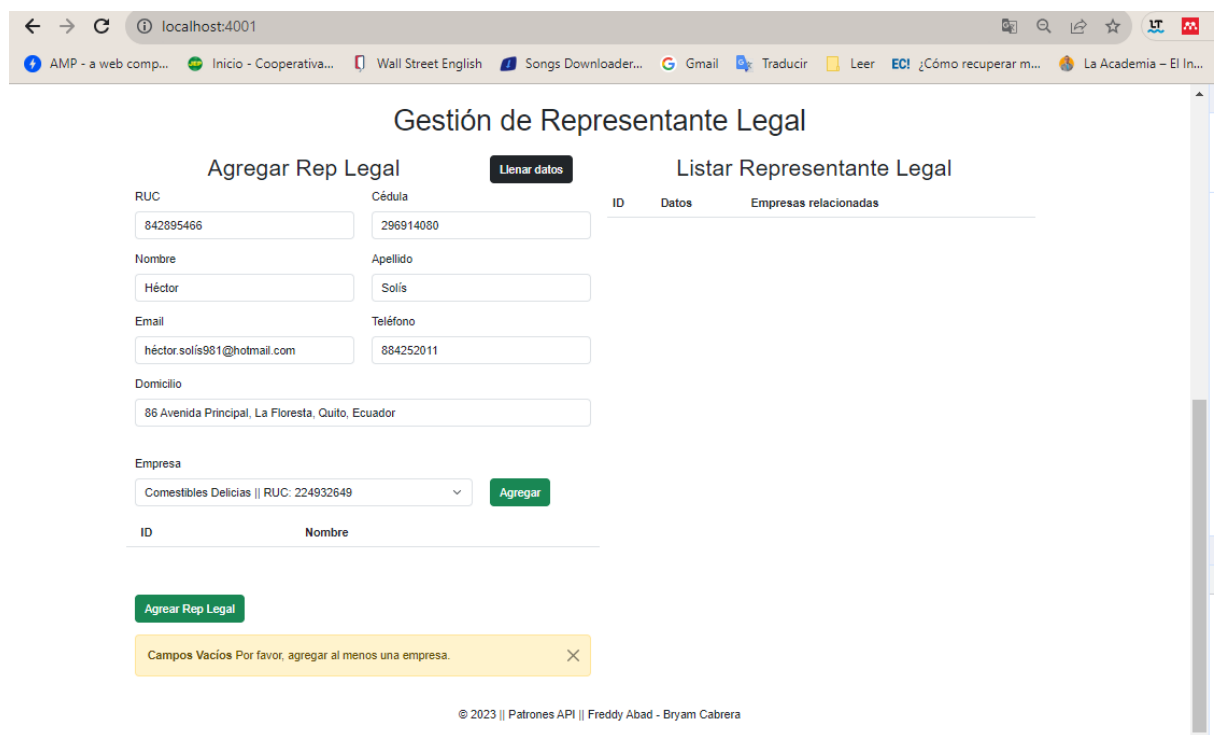 localhost:4001
AMP - a web comp... Inicio - Cooperativa... Wall Street English Songs Downloader... Gmail Traducir Leer EC! ¿Cómo recuperar m... La Academia – El In...
Gestión de Representante Legal
Agregar Rep Legal
Llenar datos
RUC Cédula
842895466 296914080
Nombre Apellido
Héctor Solís
Email Teléfono
héctor.solís981@hotmail.com 884252011
Domicilio
86 Avenida Principal, La Floresta, Quito, Ecuador
Empresa
Comestibles Delicias || RUC: 224932649 Agregar
ID Nombre
Agrear Rep Legal
Campos Vacíos Por favor, agregar al menos una empresa.
Listar Representante Legal
ID Datos Empresas relacionadas
© 2023 || Patrones API || Freddy Abad - Bryam Cabrera